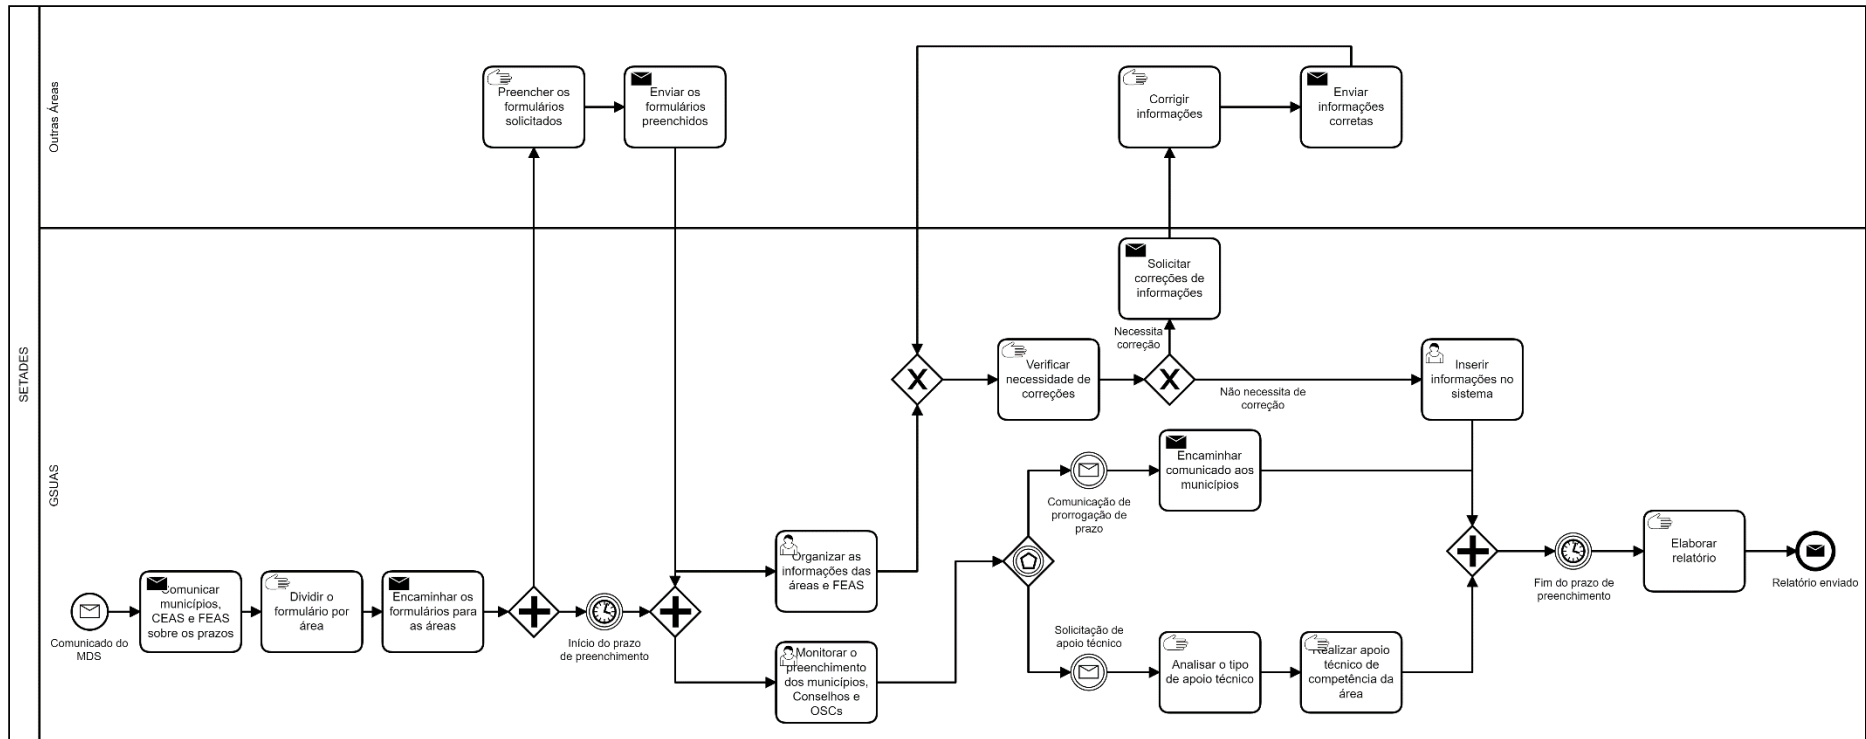 SETADES
Outras Áreas
Preencher os
formulários
solicitados
Enviar os
formulários
preenchidos
Corrigir
informações
Enviar
informações
corretas
GSUAS
Solicitar
correções de
informações
Necessita
correção
Verificar
necessidade de
correções
Não necessita de
correção
Inserir
informações no
sistema
Encaminhar
comunicado aos
municípios
Comunicação de
prorrogação de
prazo
Organizar as
informações das
áreas e FEAS
Comunicado do
MDS
Comunicar
municípios,
CEAS e FEAS
sobre os prazos
Dividir o
formulário por
área
Encaminhar os
formulários para
as áreas
Início do prazo
de preenchimento
Monitorar o
preenchimento
dos municípios,
Conselhos e
OSCs
Solicitação de
apoio técnico
Analisar o tipo
de apoio técnico
Realizar apoio
técnico de
competência da
área
Fim do prazo de
preenchimento
Elaborar
relatório
Relatório enviado